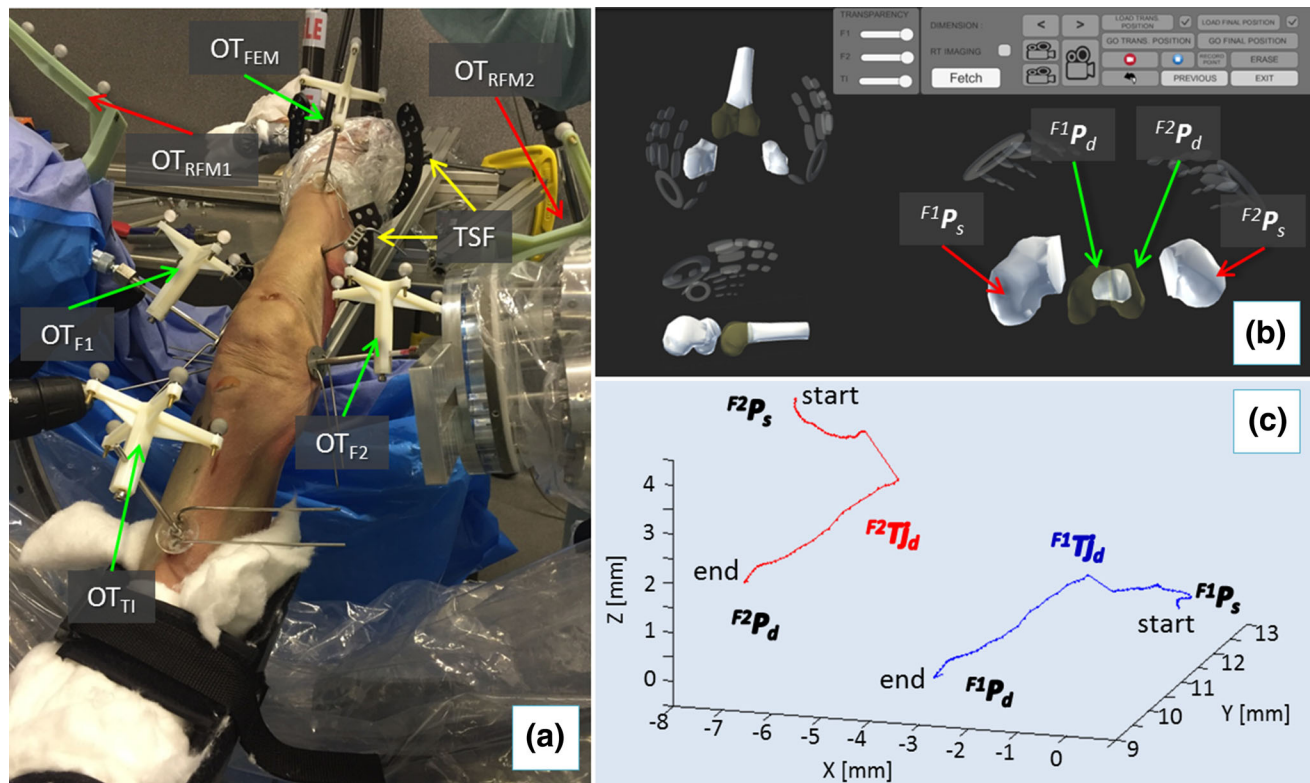 LE
OT_FEM
OT_RFM2
OT_RFM1
TSF
OT_F1
OT_F2
OT_TI
(a)
TRANSPARENCY
F1
F2
TI
DIMENSION :
RT IMAGING
Fetch
<
>
LOAD TRANS. POSITION
LOAD FINAL POSITION
GO TRANS. POSITION
GO FINAL POSITION
RECORD POINT
ERASE
PREVIOUS
EXIT
F1P_d
F2P_d
F1P_s
F2P_s
(b)
F2P_s
start
(c)
F2Tj_d
end
F2P_d
F1Tj_d
F1P_s
start
end
F1P_d
Z [mm]
4
3
2
1
0
-8
-7
-6
-5
-4
-3
-2
-1
0
X [mm]
9
10
11
12
13
Y [mm]